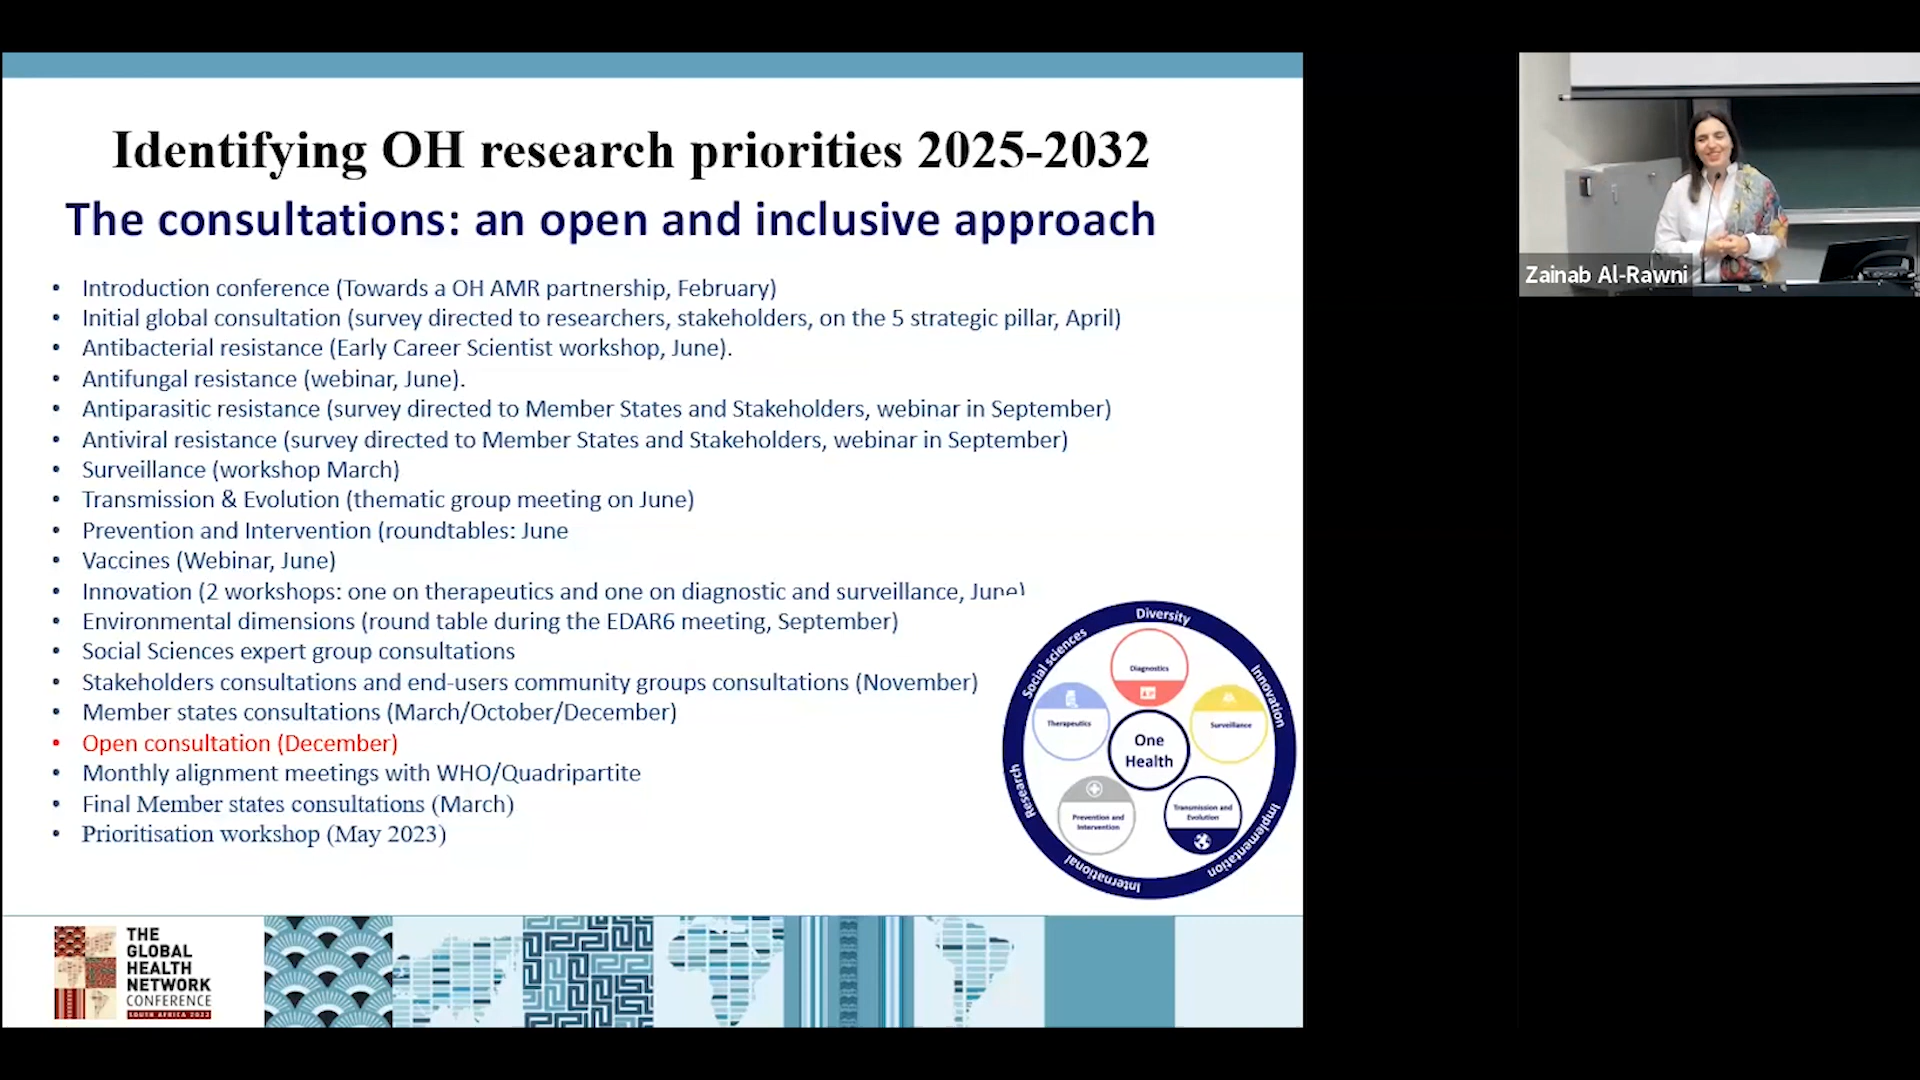 Identifying OH research priorities 2025-2032
The consultations: an open and inclusive approach
• Introduction conference (Towards a OH AMR partnership, February)
• Initial global consultation (survey directed to researchers, stakeholders, on the 5 strategic pillar, April)
• Antibacterial resistance (Early Career Scientist workshop, June).
• Antifungal resistance (webinar, June).
• Antiparasitic resistance (survey directed to Member States and Stakeholders, webinar in September)
• Antiviral resistance (survey directed to Member States and Stakeholders, webinar in September)
• Surveillance (workshop March)
• Transmission & Evolution (thematic group meeting on June)
• Prevention and Intervention (roundtables: June
• Vaccines (Webinar, June)
• Innovation (2 workshops: one on therapeutics and one on diagnostic and surveillance, June)
• Environmental dimensions (round table during the EDAR6 meeting, September)
• Social Sciences expert group consultations
• Stakeholders consultations and end-users community groups consultations (November)
• Member states consultations (March/October/December)
• Open consultation (December)
• Monthly alignment meetings with WHO/Quadripartite
• Final Member states consultations (March)
• Prioritisation workshop (May 2023)
Diversity
Social sciences
Innovation
Research
Implementation
International
Diagnostics
Therapeutics
Surveillance
One
Health
Prevention and
Intervention
Transmission and
Evolution
THE
GLOBAL
HEALTH
NETWORK
CONFERENCE
SOUTH AFRICA 2022
Zainab Al-Rawni